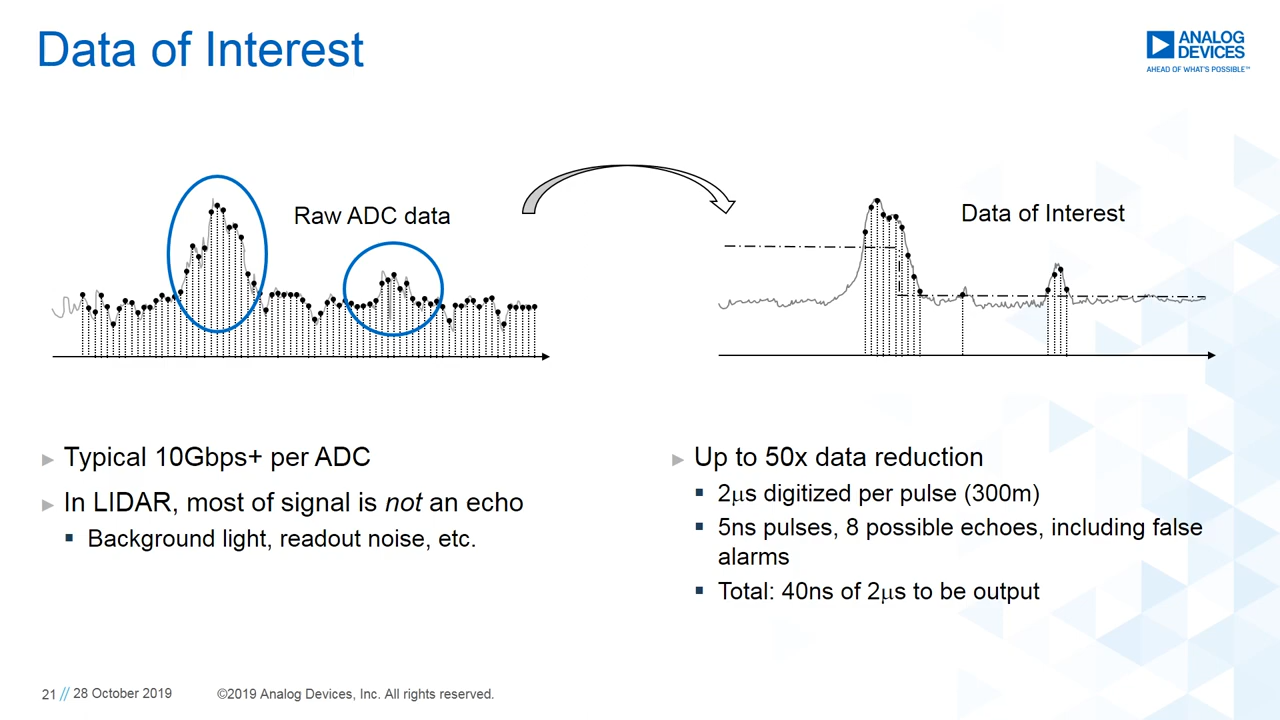 Data of Interest
ANALOG
DEVICES
AHEAD OF WHAT'S POSSIBLE™
Raw ADC data
Data of Interest
Typical 10Gbps+ per ADC
In LIDAR, most of signal is not an echo
Background light, readout noise, etc.
Up to 50x data reduction
2μs digitized per pulse (300m)
5ns pulses, 8 possible echoes, including false
alarms
Total: 40ns of 2μs to be output
21 // 28 October 2019 ©2019 Analog Devices, Inc. All rights reserved.